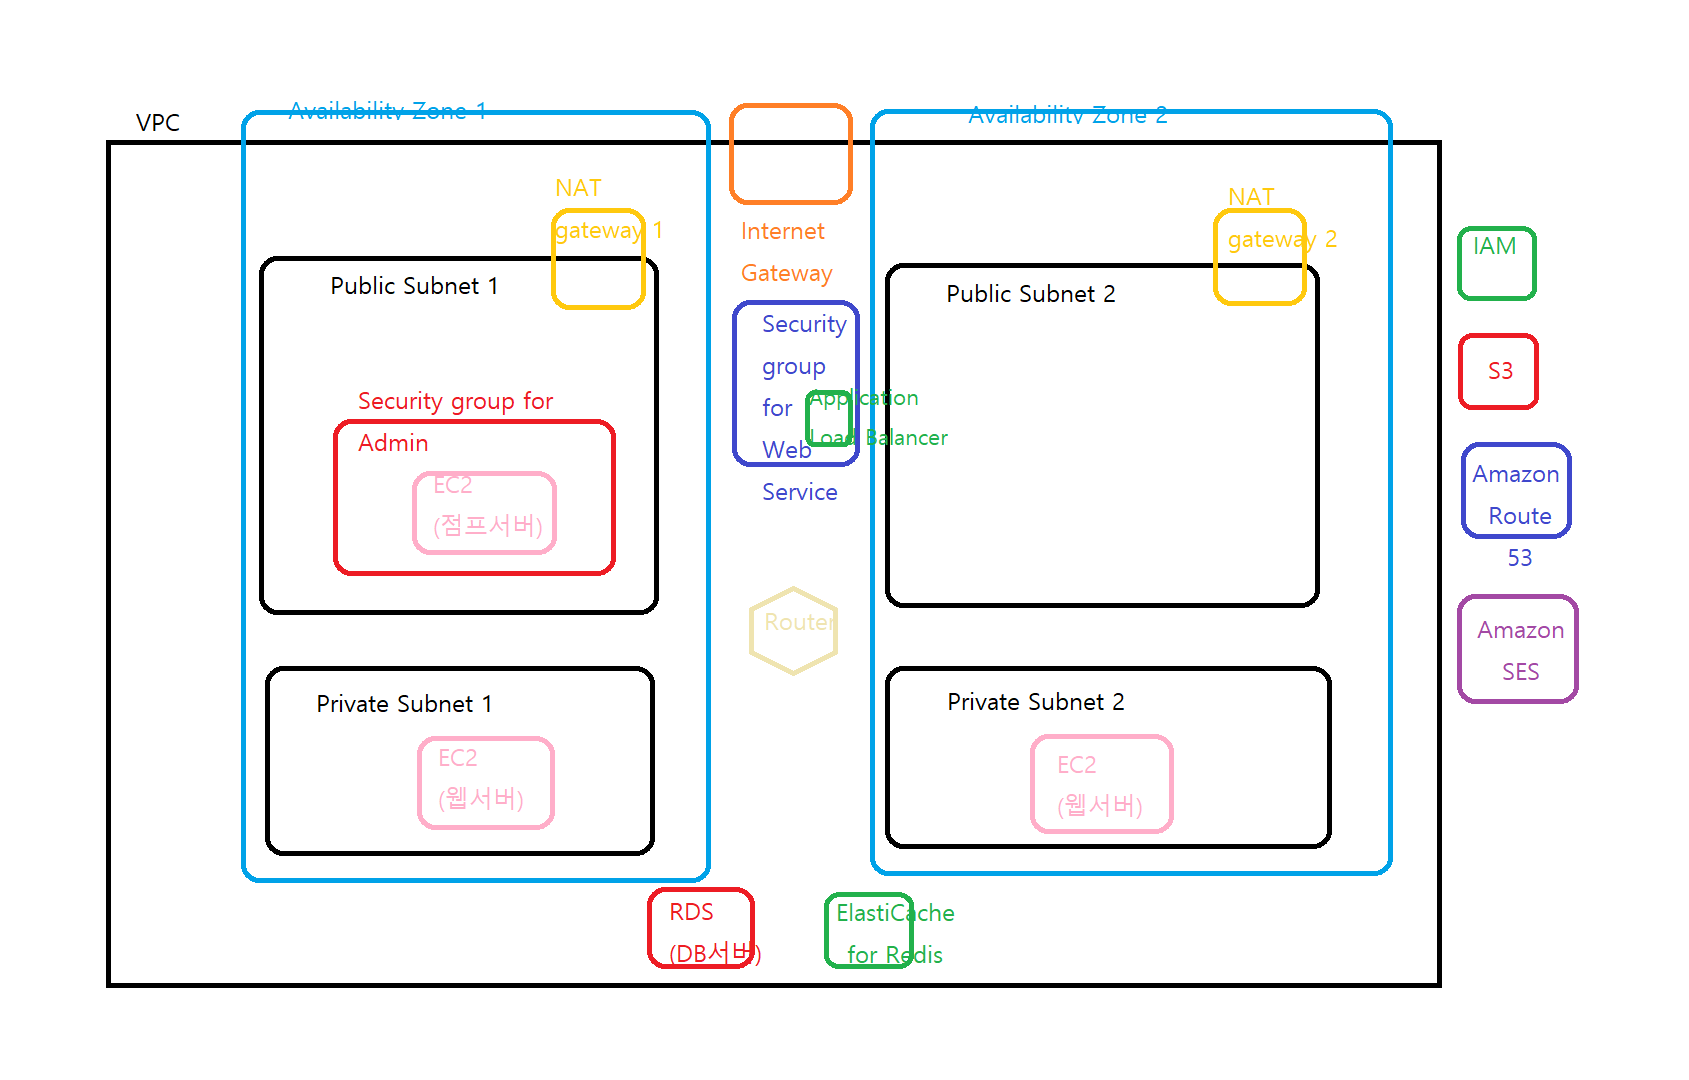 VPC
Availability Zone 1
Availability Zone 2
NAT
gateway 1
Internet
Gateway
NAT
gateway 2
IAM
Public Subnet 1
Public Subnet 2
Security
group
for
Web
Service
Application
Load Balancer
S3
Security group for
Admin
EC2
(점프서버)
Amazon
Route
53
Router
Amazon
SES
Private Subnet 1
EC2
(웹서버)
Private Subnet 2
EC2
(웹서버)
RDS
(DB서버)
ElastiCache
for Redis